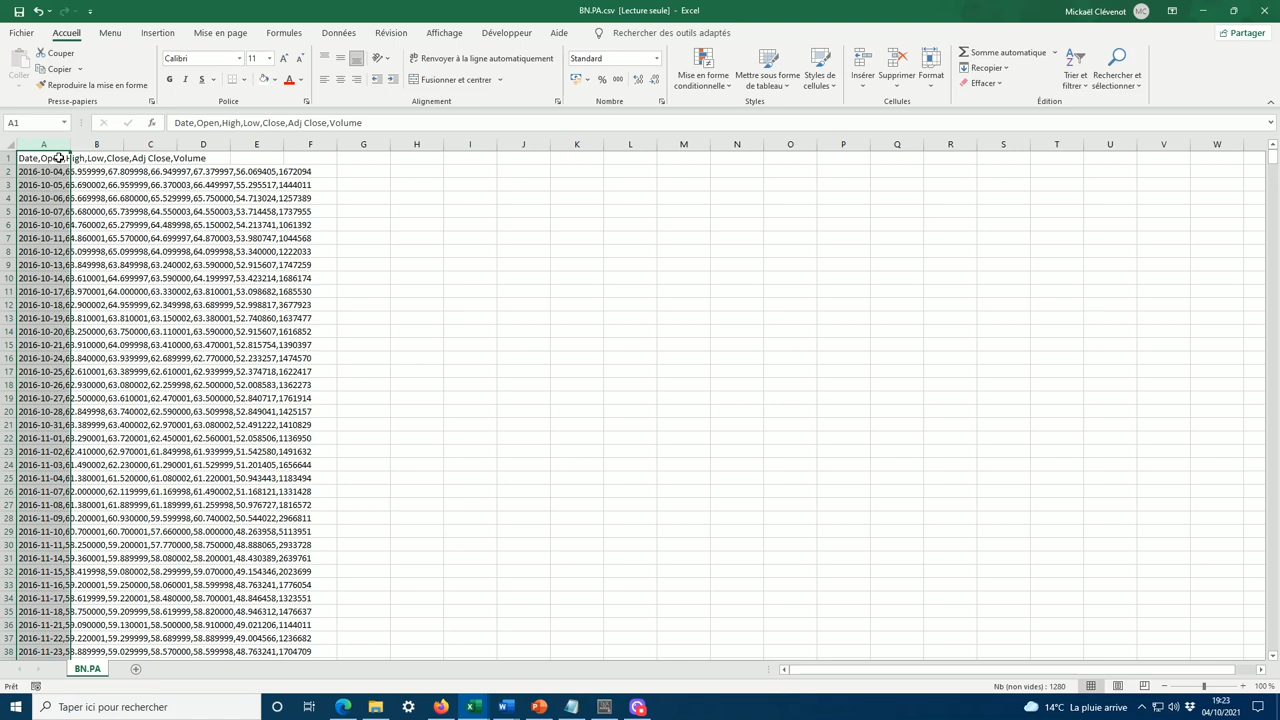 BN.PA.csv [Lecture seule] - Excel
Mickaël Clévenot
MC
Fichier Accueil Menu Insertion Mise en page Formules Données Révision Affichage Développeur Aide Rechercher des outils adaptés Partager
Coller
Couper
Copier
Reproduire la mise en forme
Presse-papiers
Calibri 11
G I S
Police
Renvoyer à la ligne automatiquement
Fusionner et centrer
Alignement
Standard
% 000
Nombre
Mise en forme conditionnelle
Mettre sous forme de tableau
Styles de cellules
Styles
Insérer Supprimer Format
Cellules
Somme automatique
Recopier
Effacer
Trier et filtrer
Rechercher et sélectionner
Édition
A1 Date,Open,High,Low,Close,Adj Close,Volume
A B C D E F G H I J K L M N O P Q R S T U V W
1 Date,Open,High,Low,Close,Adj Close,Volume
2 2016-10-04,66.959999,67.809998,66.949997,67.379997,56.069405,1672094
3 2016-10-05,66.690002,66.959999,66.370003,66.449997,55.295517,1444011
4 2016-10-06,66.669998,66.680000,65.529999,65.750000,54.713024,1257389
5 2016-10-07,65.680000,65.739998,64.550003,64.550003,53.714458,1737955
6 2016-10-10,64.760002,65.279999,64.489998,65.150002,54.213741,1061392
7 2016-10-11,64.860001,65.570000,64.699997,64.870003,53.980747,1044568
8 2016-10-12,65.099998,65.099998,64.099998,64.099998,53.340000,1222033
9 2016-10-13,63.849998,63.849998,63.240002,63.590000,52.915607,1747259
10 2016-10-14,63.610001,64.699997,63.590000,64.199997,53.423214,1686174
11 2016-10-17,63.970001,64.000000,63.330002,63.810001,53.098682,1685530
12 2016-10-18,62.900002,64.959999,62.349998,63.689999,52.998817,3677923
13 2016-10-19,63.810001,63.810001,63.150002,63.380001,52.740860,1637477
14 2016-10-20,63.250000,63.750000,63.110001,63.590000,52.915607,1616852
15 2016-10-21,63.910000,64.099998,63.410000,63.470001,52.815754,1390397
16 2016-10-24,63.840000,63.939999,62.689999,62.770000,52.233257,1474570
17 2016-10-25,62.610001,63.389999,62.610001,62.939999,52.374718,1622417
18 2016-10-26,62.930000,63.080002,62.259998,62.500000,52.008583,1362273
19 2016-10-27,62.500000,63.610001,62.470001,63.500000,52.840717,1761914
20 2016-10-28,62.849998,63.740002,62.590000,63.509998,52.849041,1425157
21 2016-10-31,63.389999,63.400002,62.970001,63.080002,52.491222,1410829
22 2016-11-01,63.290001,63.720001,62.450001,62.560001,52.058506,1136950
23 2016-11-02,62.410000,62.970001,61.849998,61.939999,51.542580,1491632
24 2016-11-03,61.490002,62.230000,61.290001,61.529999,51.201405,1656644
25 2016-11-04,61.380001,61.520000,61.080002,61.220001,50.943443,1183494
26 2016-11-07,62.000000,62.119999,61.169998,61.490002,51.168121,1331428
27 2016-11-08,61.380001,61.889999,61.189999,61.259998,50.976727,1816572
28 2016-11-09,60.200001,60.930000,59.599998,60.740002,50.544022,2966811
29 2016-11-10,60.700001,60.700001,57.660000,58.000000,48.263958,5113951
30 2016-11-11,58.250000,59.200001,57.770000,58.750000,48.888065,2933728
31 2016-11-14,59.360001,59.889999,58.080002,58.200001,48.430389,2639761
32 2016-11-15,58.419998,59.080002,58.299999,59.070000,49.154346,2023699
33 2016-11-16,59.200001,59.250000,58.060001,58.599998,48.763241,1776054
34 2016-11-17,58.619999,59.220001,58.480000,58.700001,48.846458,1323551
35 2016-11-18,58.750000,59.209999,58.619999,58.820000,48.946312,1476637
36 2016-11-21,59.090000,59.130001,58.500000,58.910000,49.021206,1144011
37 2016-11-22,59.220001,59.299999,58.689999,58.889999,49.004566,1236682
38 2016-11-23,58.889999,59.029999,58.570000,58.599998,48.763241,1704709
BN.PA
Prêt Nb (non vides) : 1280 100 %
Taper ici pour rechercher
14°C La pluie arrive
19:23
04/10/2021